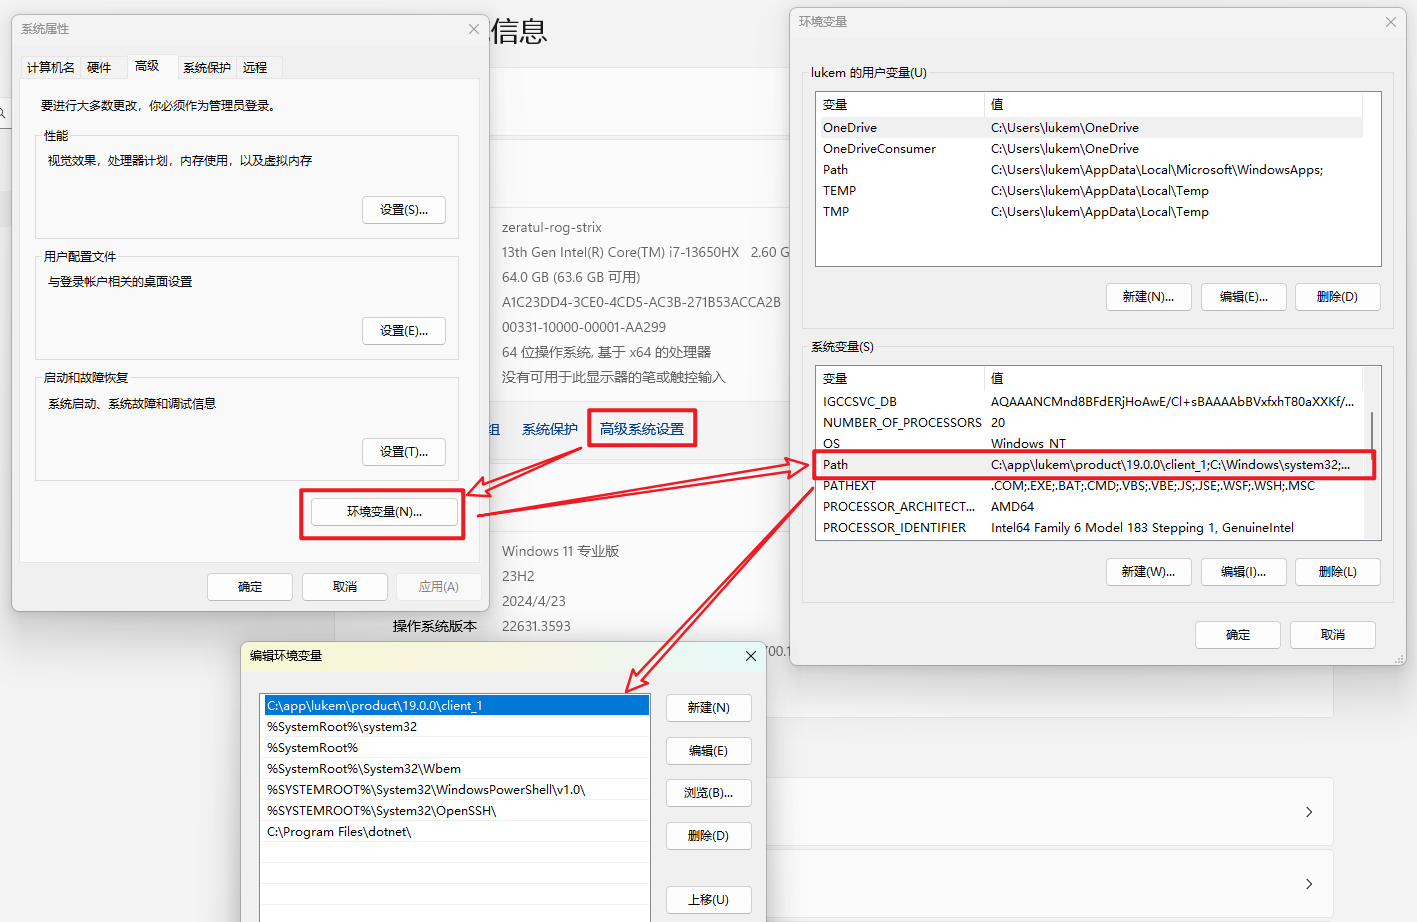 系统属性
计算机名
硬件
高级
系统保护
远程
要进行大多数更改，你必须作为管理员登录。
性能
视觉效果，处理器计划，内存使用，以及虚拟内存
设置(S)...
用户配置文件
与登录帐户相关的桌面设置
设置(E)...
启动和故障恢复
系统启动、系统故障和调试信息
设置(T)...
环境变量(N)...
确定
取消
应用(A)
信息
zeratul-rog-strix
13th Gen Intel(R) Core(TM) i7-13650HX 2.60 G
64.0 GB (63.6 GB 可用)
A1C23DD4-3CE0-4CD5-AC3B-271B53ACCA2B
00331-10000-00001-AA299
64 位操作系统, 基于 x64 的处理器
没有可用于此显示器的笔或触控输入
组
系统保护
高级系统设置
Windows 11 专业版
23H2
2024/4/23
操作系统版本
22631.3593
00.1
环境变量
lukem 的用户变量(U)
变量 值
OneDrive C:\Users\lukem\OneDrive
OneDriveConsumer C:\Users\lukem\OneDrive
Path C:\Users\lukem\AppData\Local\Microsoft\WindowsApps;
TEMP C:\Users\lukem\AppData\Local\Temp
TMP C:\Users\lukem\AppData\Local\Temp
新建(N)...
编辑(E)...
删除(D)
系统变量(S)
变量 值
IGCCSVC_DB AQAAANCMnd8BFdERjHoAwE/Cl+sBAAAAbBVxfxhT80aXXKf/...
NUMBER_OF_PROCESSORS 20
OS Windows_NT
Path C:\app\lukem\product\19.0.0\client_1;C:\Windows\system32;...
PATHEXT .COM;.EXE;.BAT;.CMD;.VBS;.VBE;.JS;.JSE;.WSF;.WSH;.MSC
PROCESSOR_ARCHITECT... AMD64
PROCESSOR_IDENTIFIER Intel64 Family 6 Model 183 Stepping 1, GenuineIntel
新建(W)...
编辑(I)...
删除(L)
确定
取消
编辑环境变量
C:\app\lukem\product\19.0.0\client_1
%SystemRoot%\system32
%SystemRoot%
%SystemRoot%\System32\Wbem
%SYSTEMROOT%\System32\WindowsPowerShell\v1.0\
%SYSTEMROOT%\System32\OpenSSH\
C:\Program Files\dotnet\
新建(N)
编辑(E)
浏览(B)...
删除(D)
上移(U)